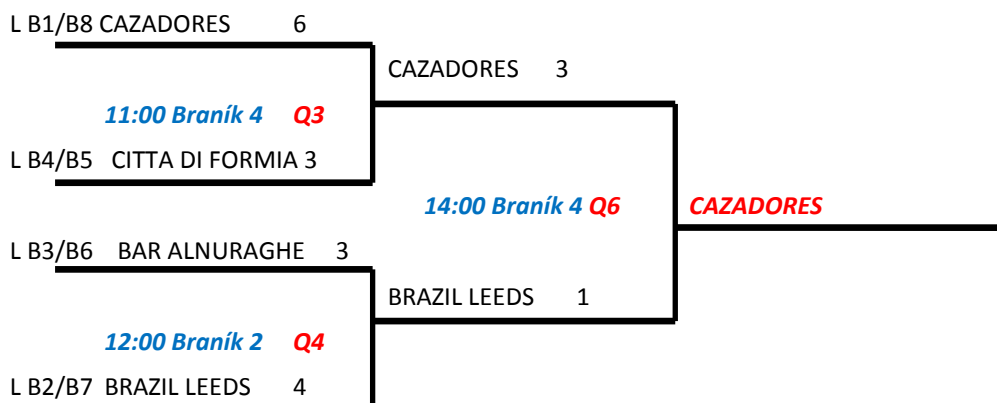 L B1/B8 CAZADORES 6
CAZADORES 3
11:00 Braník 4 Q3
L B4/B5 CITTA DI FORMIA 3
14:00 Braník 4 Q6 CAZADORES
L B3/B6 BAR ALNURAGHE 3
BRAZIL LEEDS 1
12:00 Braník 2 Q4
L B2/B7 BRAZIL LEEDS 4